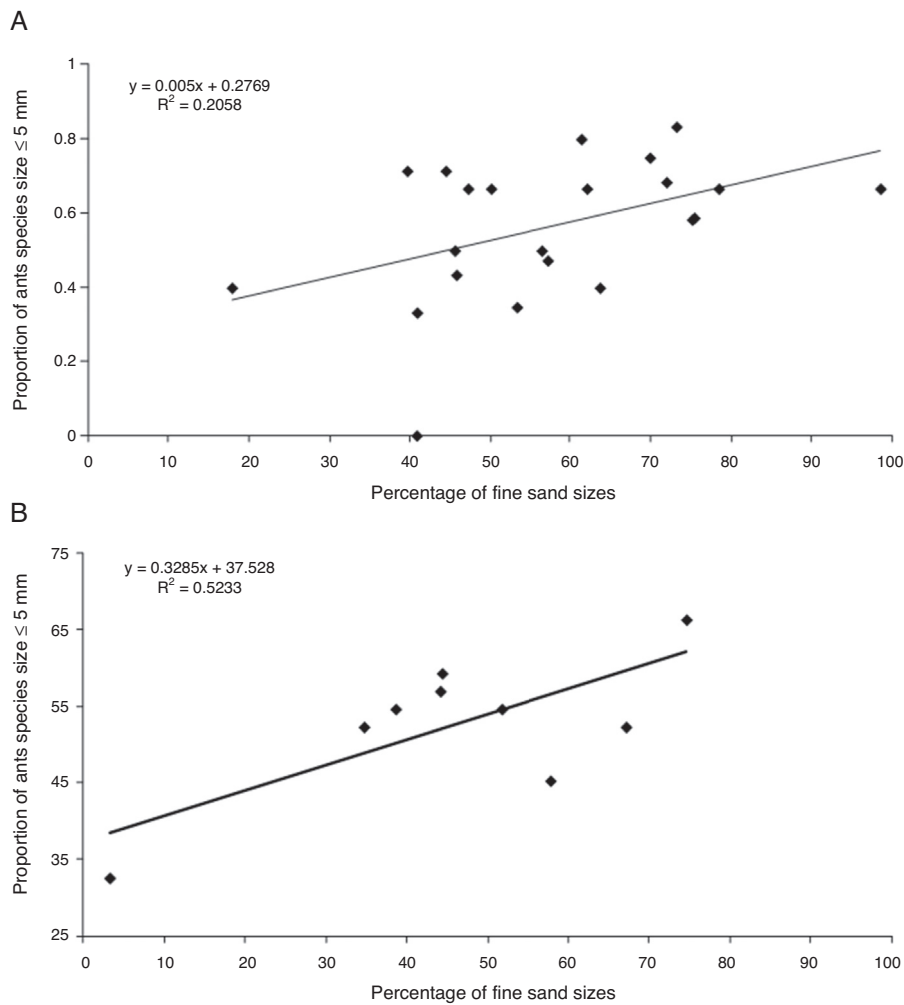 A
Proportion of ants species size ≤ 5 mm
y = 0.005x + 0.2769
R² = 0.2058
1
0.8
0.6
0.4
0.2
0
0 10 20 30 40 50 60 70 80 90 100
Percentage of fine sand sizes
B
Proportion of ants species size ≤ 5 mm
y = 0.3285x + 37.528
R² = 0.5233
75
65
55
45
35
25
0 10 20 30 40 50 60 70 80 90 100
Percentage of fine sand sizes